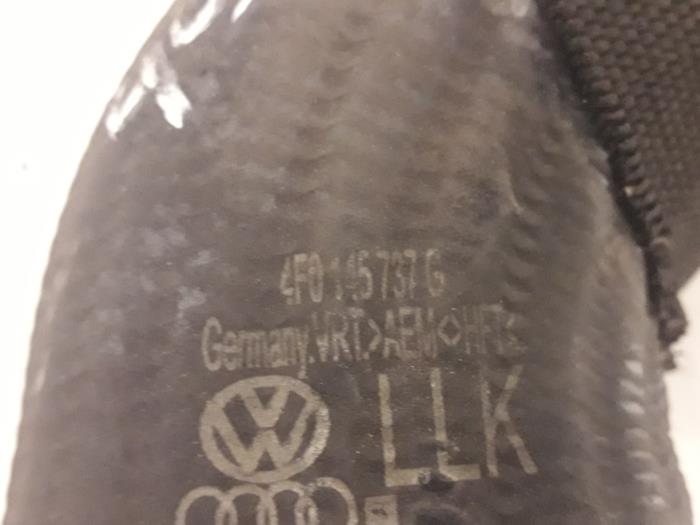 4F0 145 737 G
Germany.VRT.>AEM<>HFT<
LLK